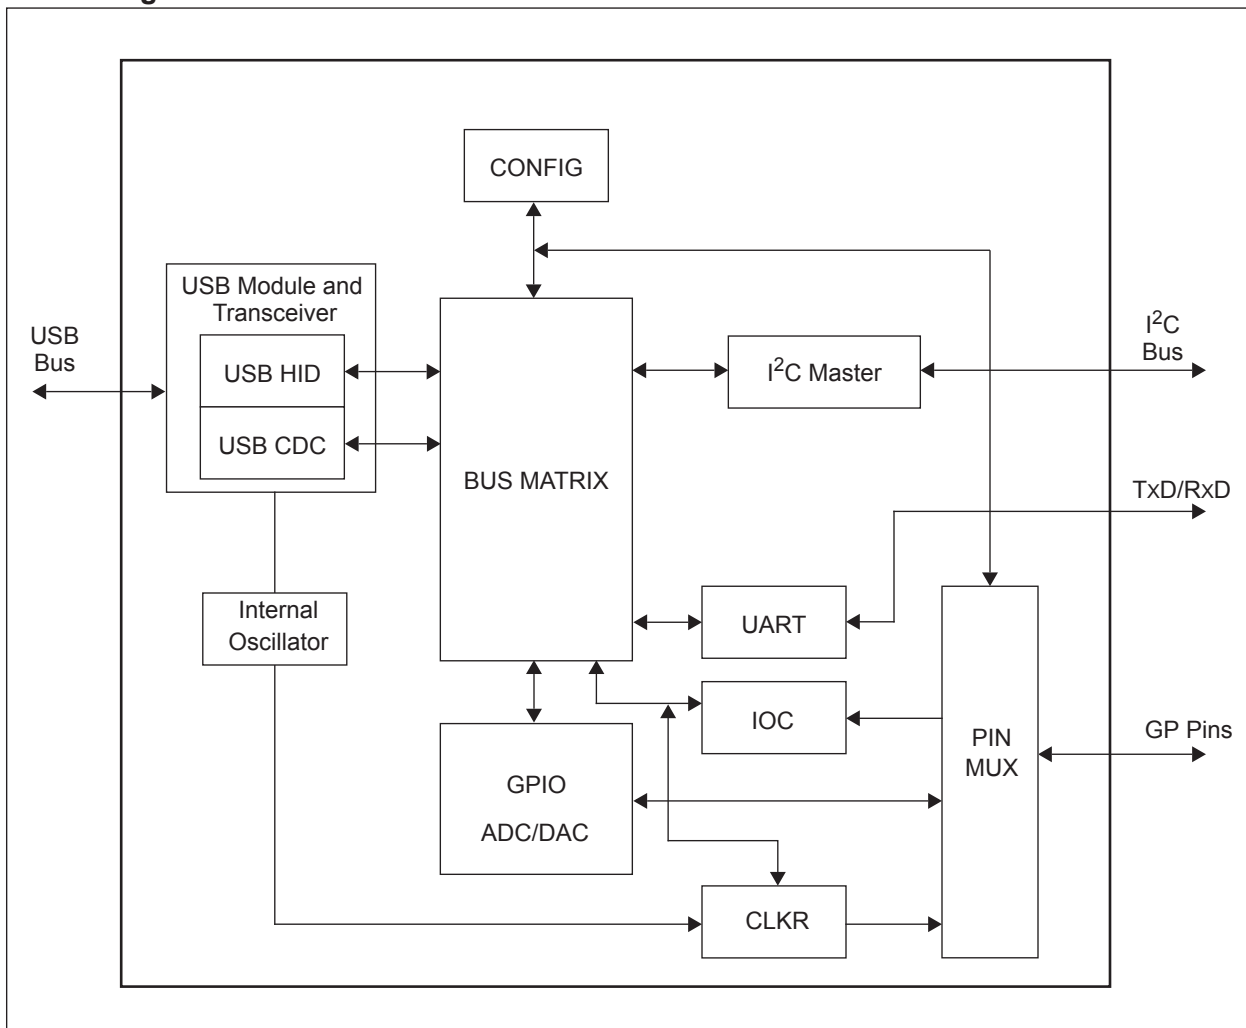 CONFIG
USB Module and
Transceiver
USB HID
USB CDC
USB
Bus
BUS MATRIX
I²C Master
I²C
Bus
TxD/RxD
Internal
Oscillator
UART
IOC
PIN
MUX
GP Pins
GPIO
ADC/DAC
CLKR